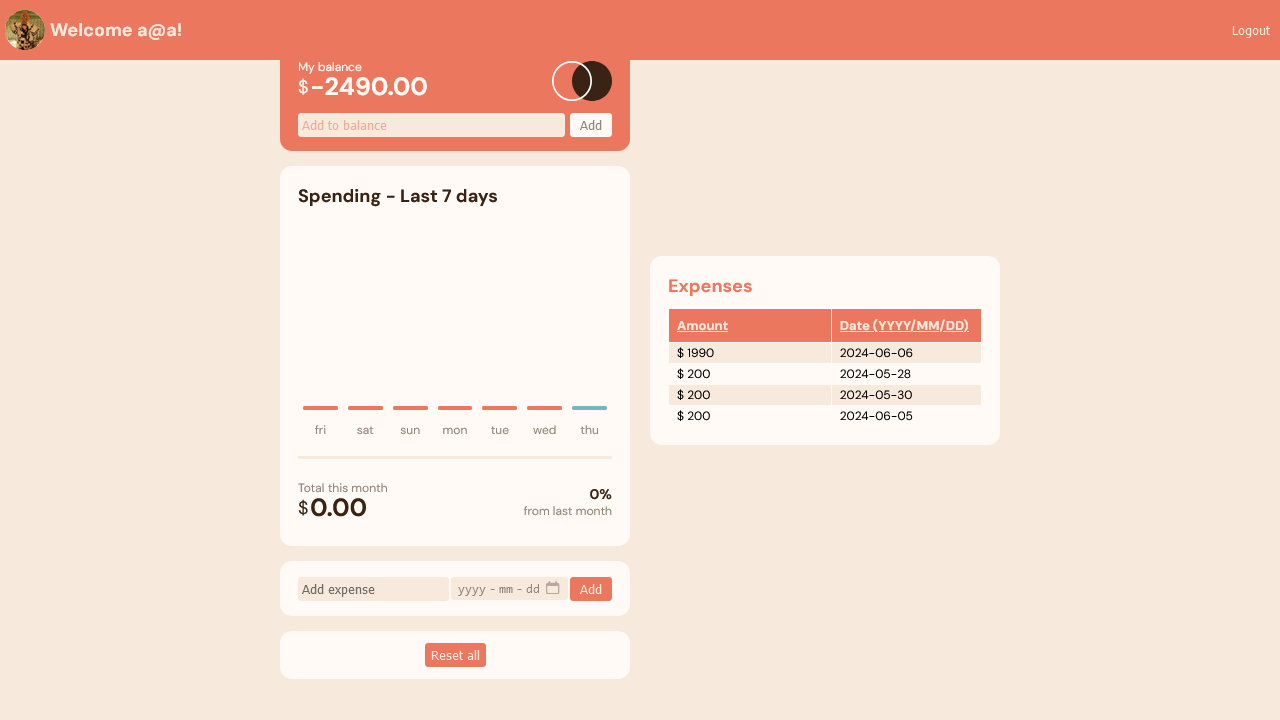 Welcome a@a!
Logout
My balance
$-2490.00
Add to balance
Add
Spending - Last 7 days
fri sat sun mon tue wed thu
Total this month
$0.00
0%
from last month
Add expense
yyyy - mm - dd
Add
Reset all
Expenses
Amount Date (YYYY/MM/DD)
$ 1990 2024-06-06
$ 200 2024-05-28
$ 200 2024-05-30
$ 200 2024-06-05